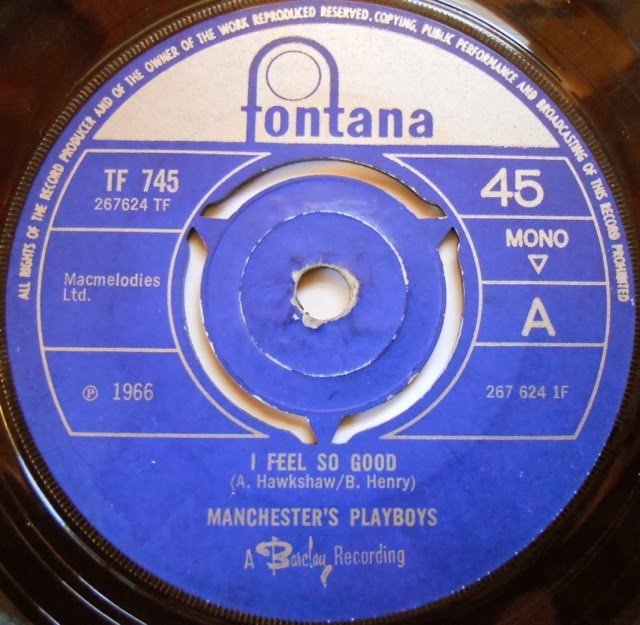 ALL RIGHTS OF THE RECORD PRODUCER AND OF THE OWNER OF THE WORK REPRODUCED RESERVED. COPYING, PUBLIC PERFORMANCE AND BROADCASTING OF THIS RECORD PROHIBITED
fontana
TF 745
267624 TF
45
MONO
Macmelodies
Ltd.
A
℗ 1966
267 624 1F
I FEEL SO GOOD
(A. Hawkshaw/B. Henry)
MANCHESTER'S PLAYBOYS
A Barclay Recording